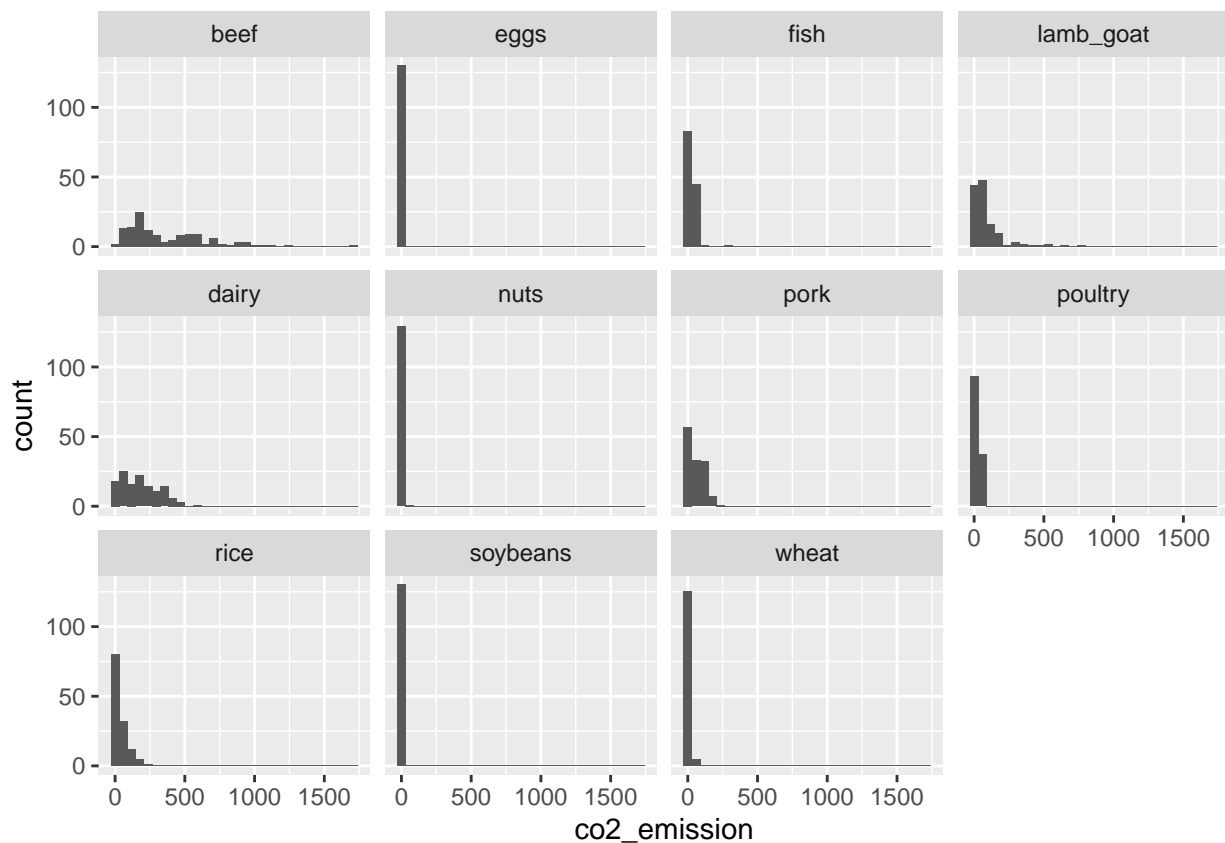 beef eggs fish lamb_goat
100
50
0
dairy nuts pork poultry
count
100
50
0
0 500 1000 1500
rice soybeans wheat
100
50
0
0 500 1000 1500 0 500 1000 1500 0 500 1000 1500
co2_emission